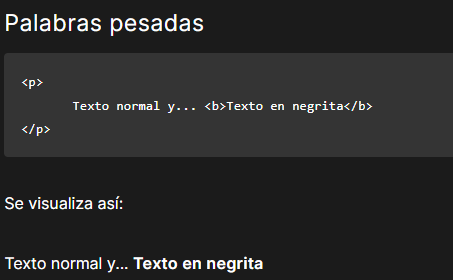 Palabras pesadas
<p>
Texto normal y... <b>Texto en negrita</b>
</p>
Se visualiza así:
Texto normal y... Texto en negrita